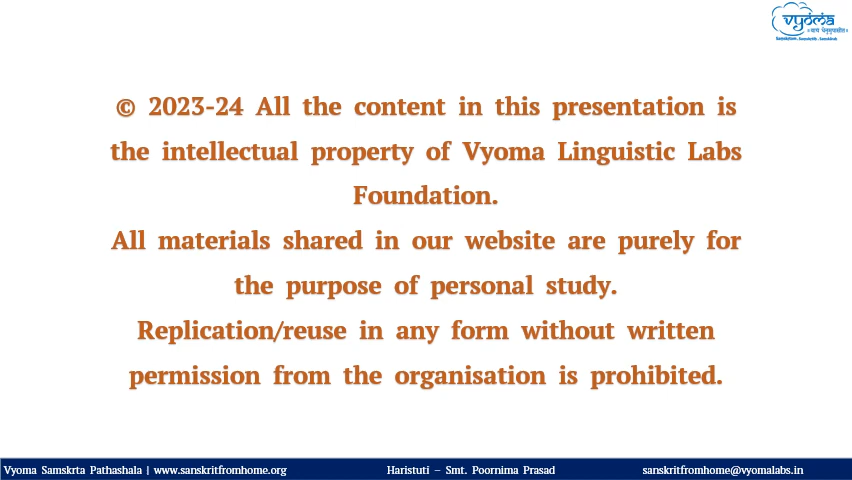 vyoma
॥ वाचं धेनुमुपासीत ॥
Samskrtam . Samskrth . Samskarah
© 2023-24 All the content in this presentation is
the intellectual property of Vyoma Linguistic Labs
Foundation.
All materials shared in our website are purely for
the purpose of personal study.
Replication/reuse in any form without written
permission from the organisation is prohibited.
Vyoma Samskrta Pathashala | www.sanskritfromhome.org Haristuti – Smt. Poornima Prasad sanskritfromhome@vyomalabs.in